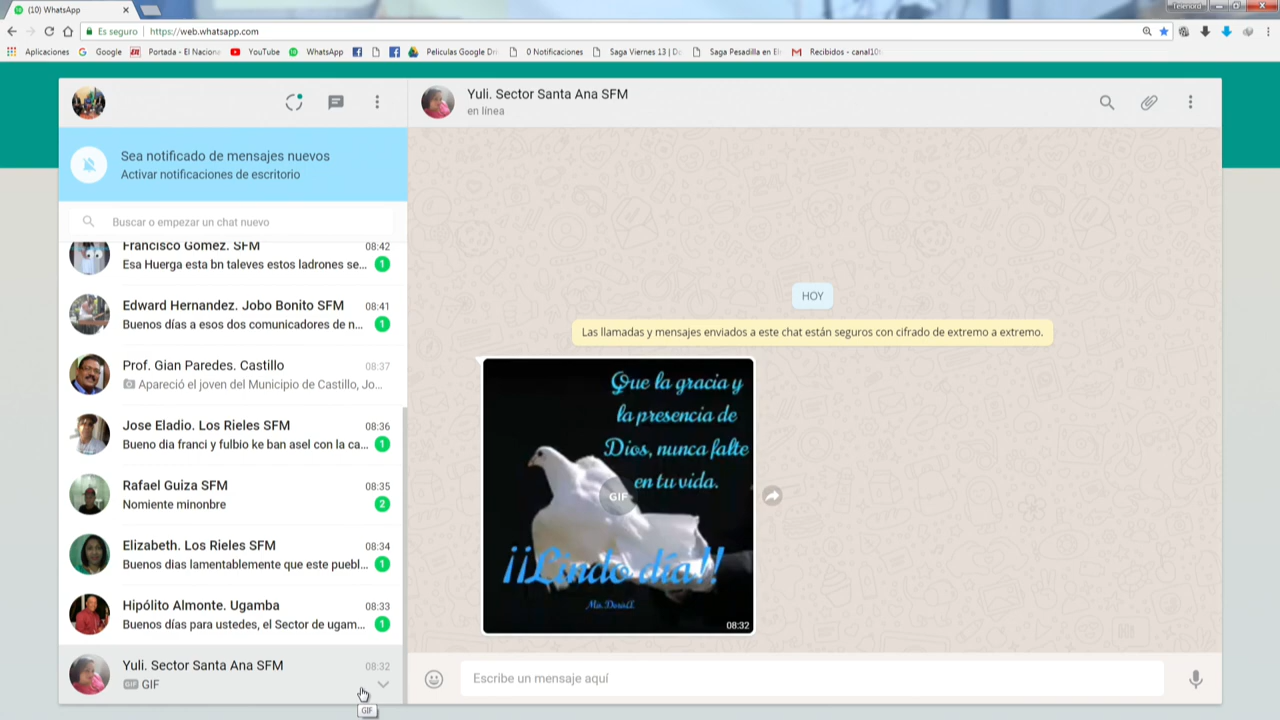 (10) WhatsApp
Telenord
Es seguro
https://web.whatsapp.com
Aplicaciones
Google
Portada - El Nacione
YouTube
WhatsApp
Peliculas Google Dri
0 Notificaciones
Saga Viernes 13 | Do
Saga Pesadilla en El
Recibidos - canal10
Yuli. Sector Santa Ana SFM
en línea
Sea notificado de mensajes nuevos
Activar notificaciones de escritorio
Buscar o empezar un chat nuevo
Francisco Gomez. SFM 08:42
Esa Huerga esta bn taleves estos ladrones se... 1
Edward Hernandez. Jobo Bonito SFM 08:41
Buenos días a esos dos comunicadores de n... 1
Prof. Gian Paredes. Castillo 08:37
Apareció el joven del Municipio de Castillo, Jo...
Jose Eladio. Los Rieles SFM 08:36
Bueno dia franci y fulbio ke ban asel con la ca... 1
Rafael Guiza SFM 08:35
Nomiente minonbre 2
Elizabeth. Los Rieles SFM 08:34
Buenos días lamentablemente que este puebl... 1
Hipólito Almonte. Ugamba 08:33
Buenos días para ustedes, el Sector de ugam... 1
Yuli. Sector Santa Ana SFM 08:32
GIF GIF
GIF
HOY
Las llamadas y mensajes enviados a este chat están seguros con cifrado de extremo a extremo.
Que la gracia y
la presencia de
Dios, nunca falte
en tu vida.
GIF
¡¡Lindo día!!
08:32
Escribe un mensaje aquí